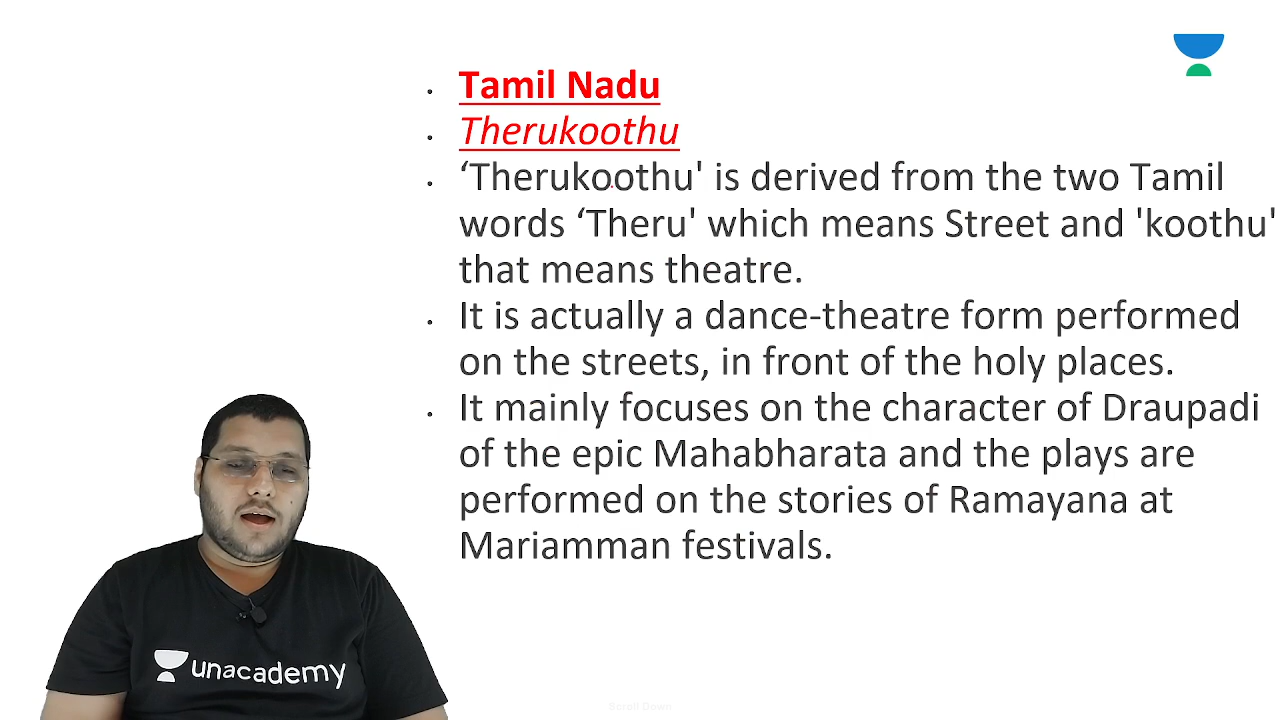 Tamil Nadu
Therukoothu
‘Therukoothu' is derived from the two Tamil
words ‘Theru' which means Street and 'koothu'
that means theatre.
It is actually a dance-theatre form performed
on the streets, in front of the holy places.
It mainly focuses on the character of Draupadi
of the epic Mahabharata and the plays are
performed on the stories of Ramayana at
Mariamman festivals.
unacademy
Scroll Down